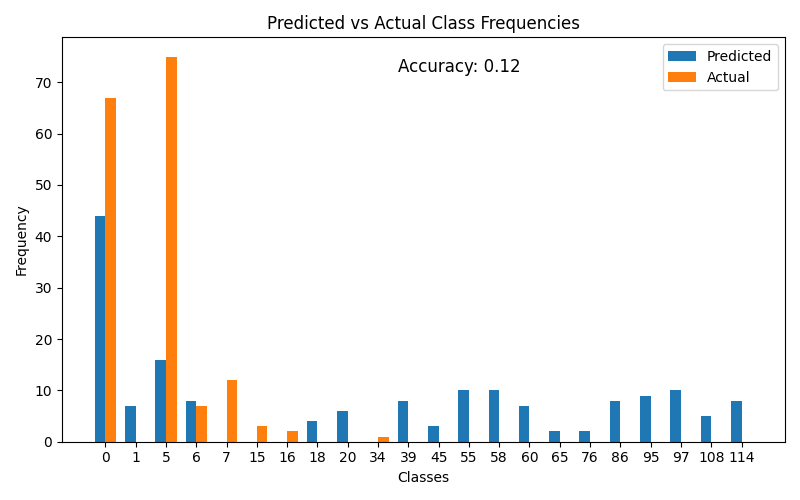 Predicted vs Actual Class Frequencies
Accuracy: 0.12
Predicted
Actual
Frequency
70
60
50
40
30
20
10
0
0 1 5 6 7 15 16 18 20 34 39 45 55 58 60 65 76 86 95 97 108 114
Classes